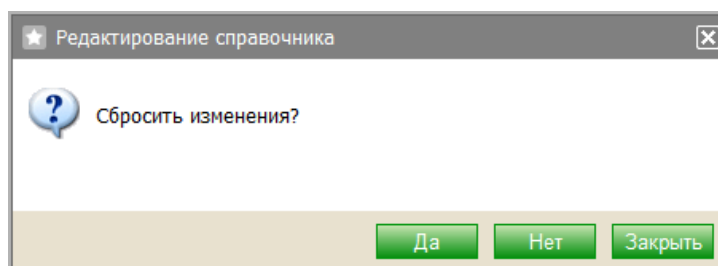 Редактирование справочника
Сбросить изменения?
Да Нет Закрыть